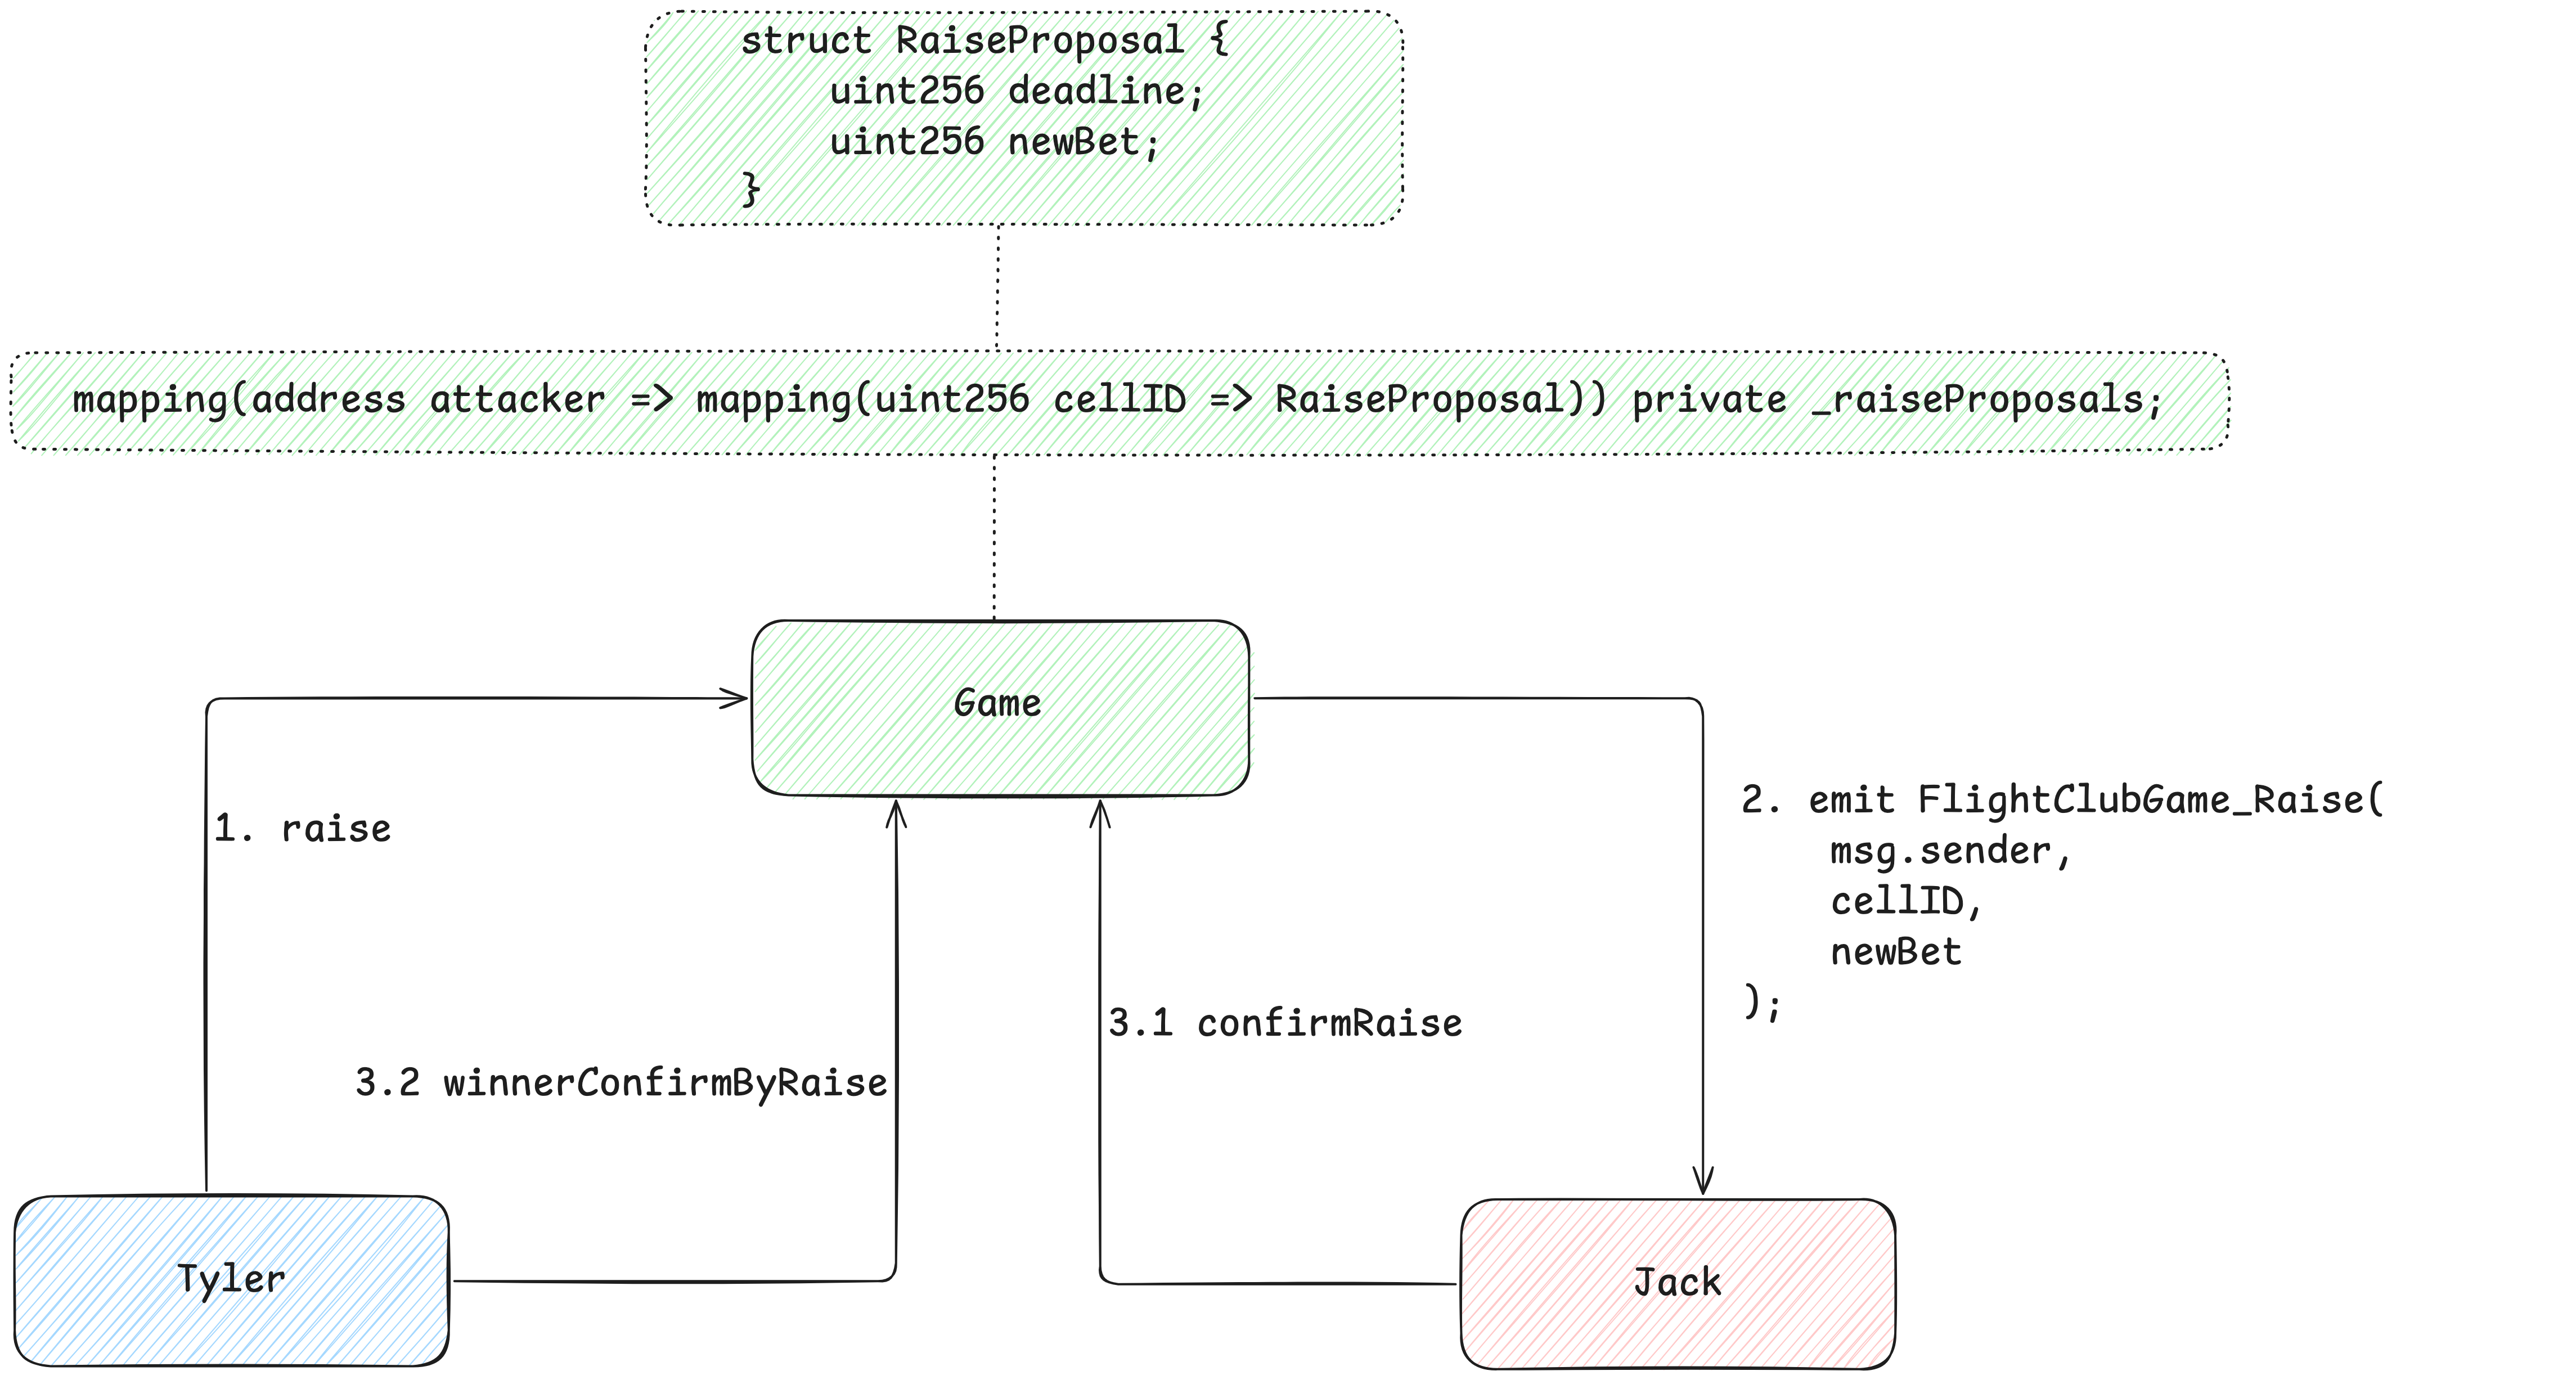 struct RaiseProposal {
    uint256 deadline;
    uint256 newBet;
}
mapping(address attacker => mapping(uint256 cellID => RaiseProposal)) private _raiseProposals;
Game
1. raise
2. emit FlightClubGame_Raise(
    msg.sender,
    cellID,
    newBet
);
3.1 confirmRaise
3.2 winnerConfirmByRaise
Tyler
Jack